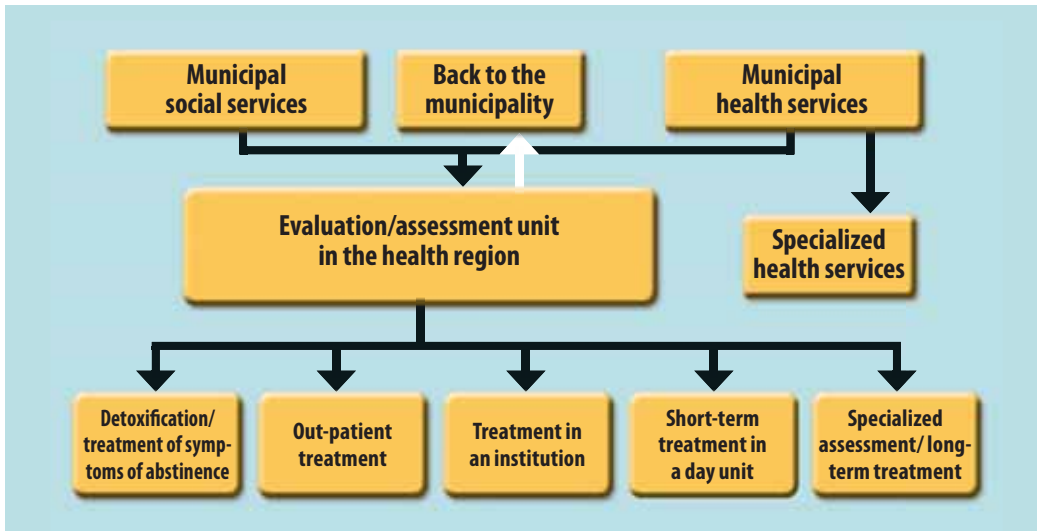 Municipal
social services
Back to the
municipality
Municipal
health services
Evaluation/assessment unit
in the health region
Specialized
health services
Detoxification/
treatment of symp-
toms of abstinence
Out-patient
treatment
Treatment in
an institution
Short-term
treatment in
a day unit
Specialized
assessment/ long-
term treatment